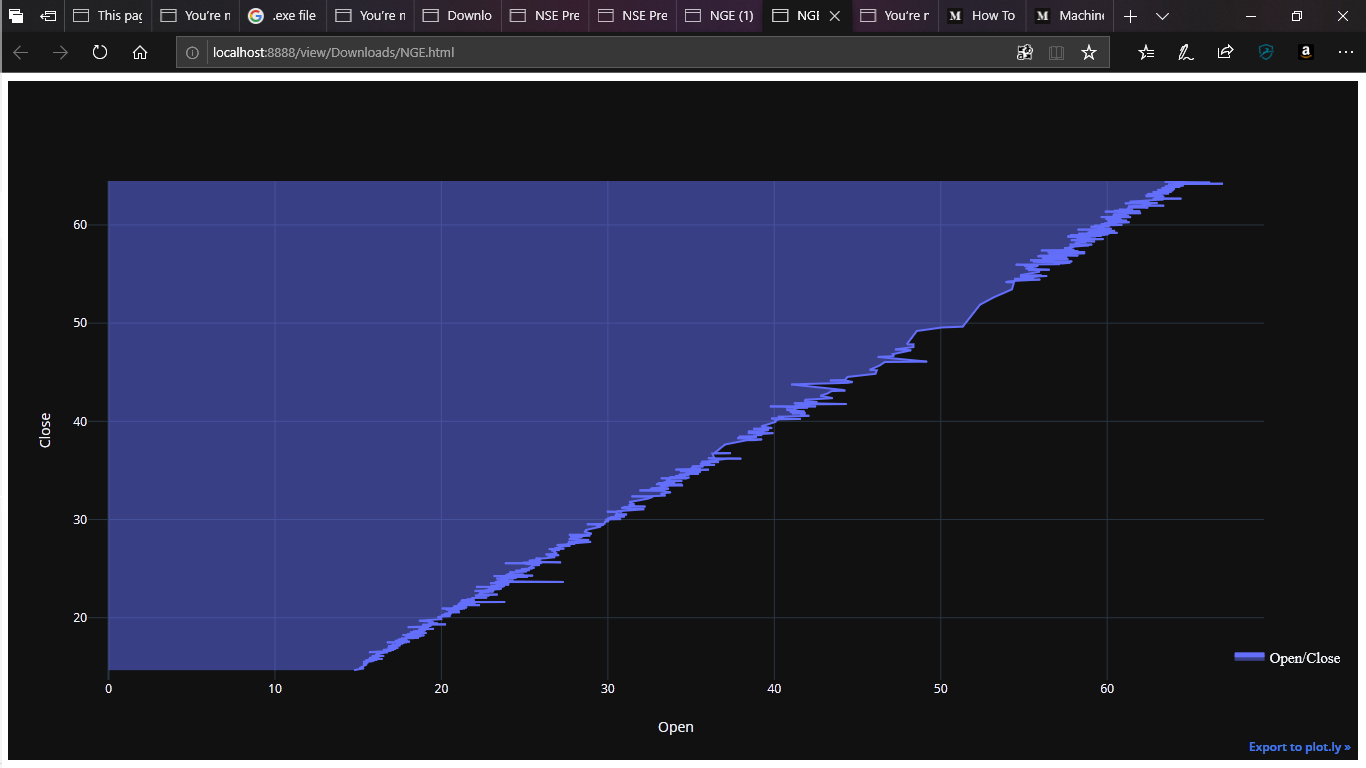 This pag
You're n
.exe file
You're n
Downlo
NSE Pre
NSE Pre
NGE (1)
NGE
You're n
How To
Machine
localhost:8888/view/Downloads/NGE.html
60
50
40
30
20
Close
0
10
20
30
40
50
60
Open
Open/Close
Export to plot.ly »